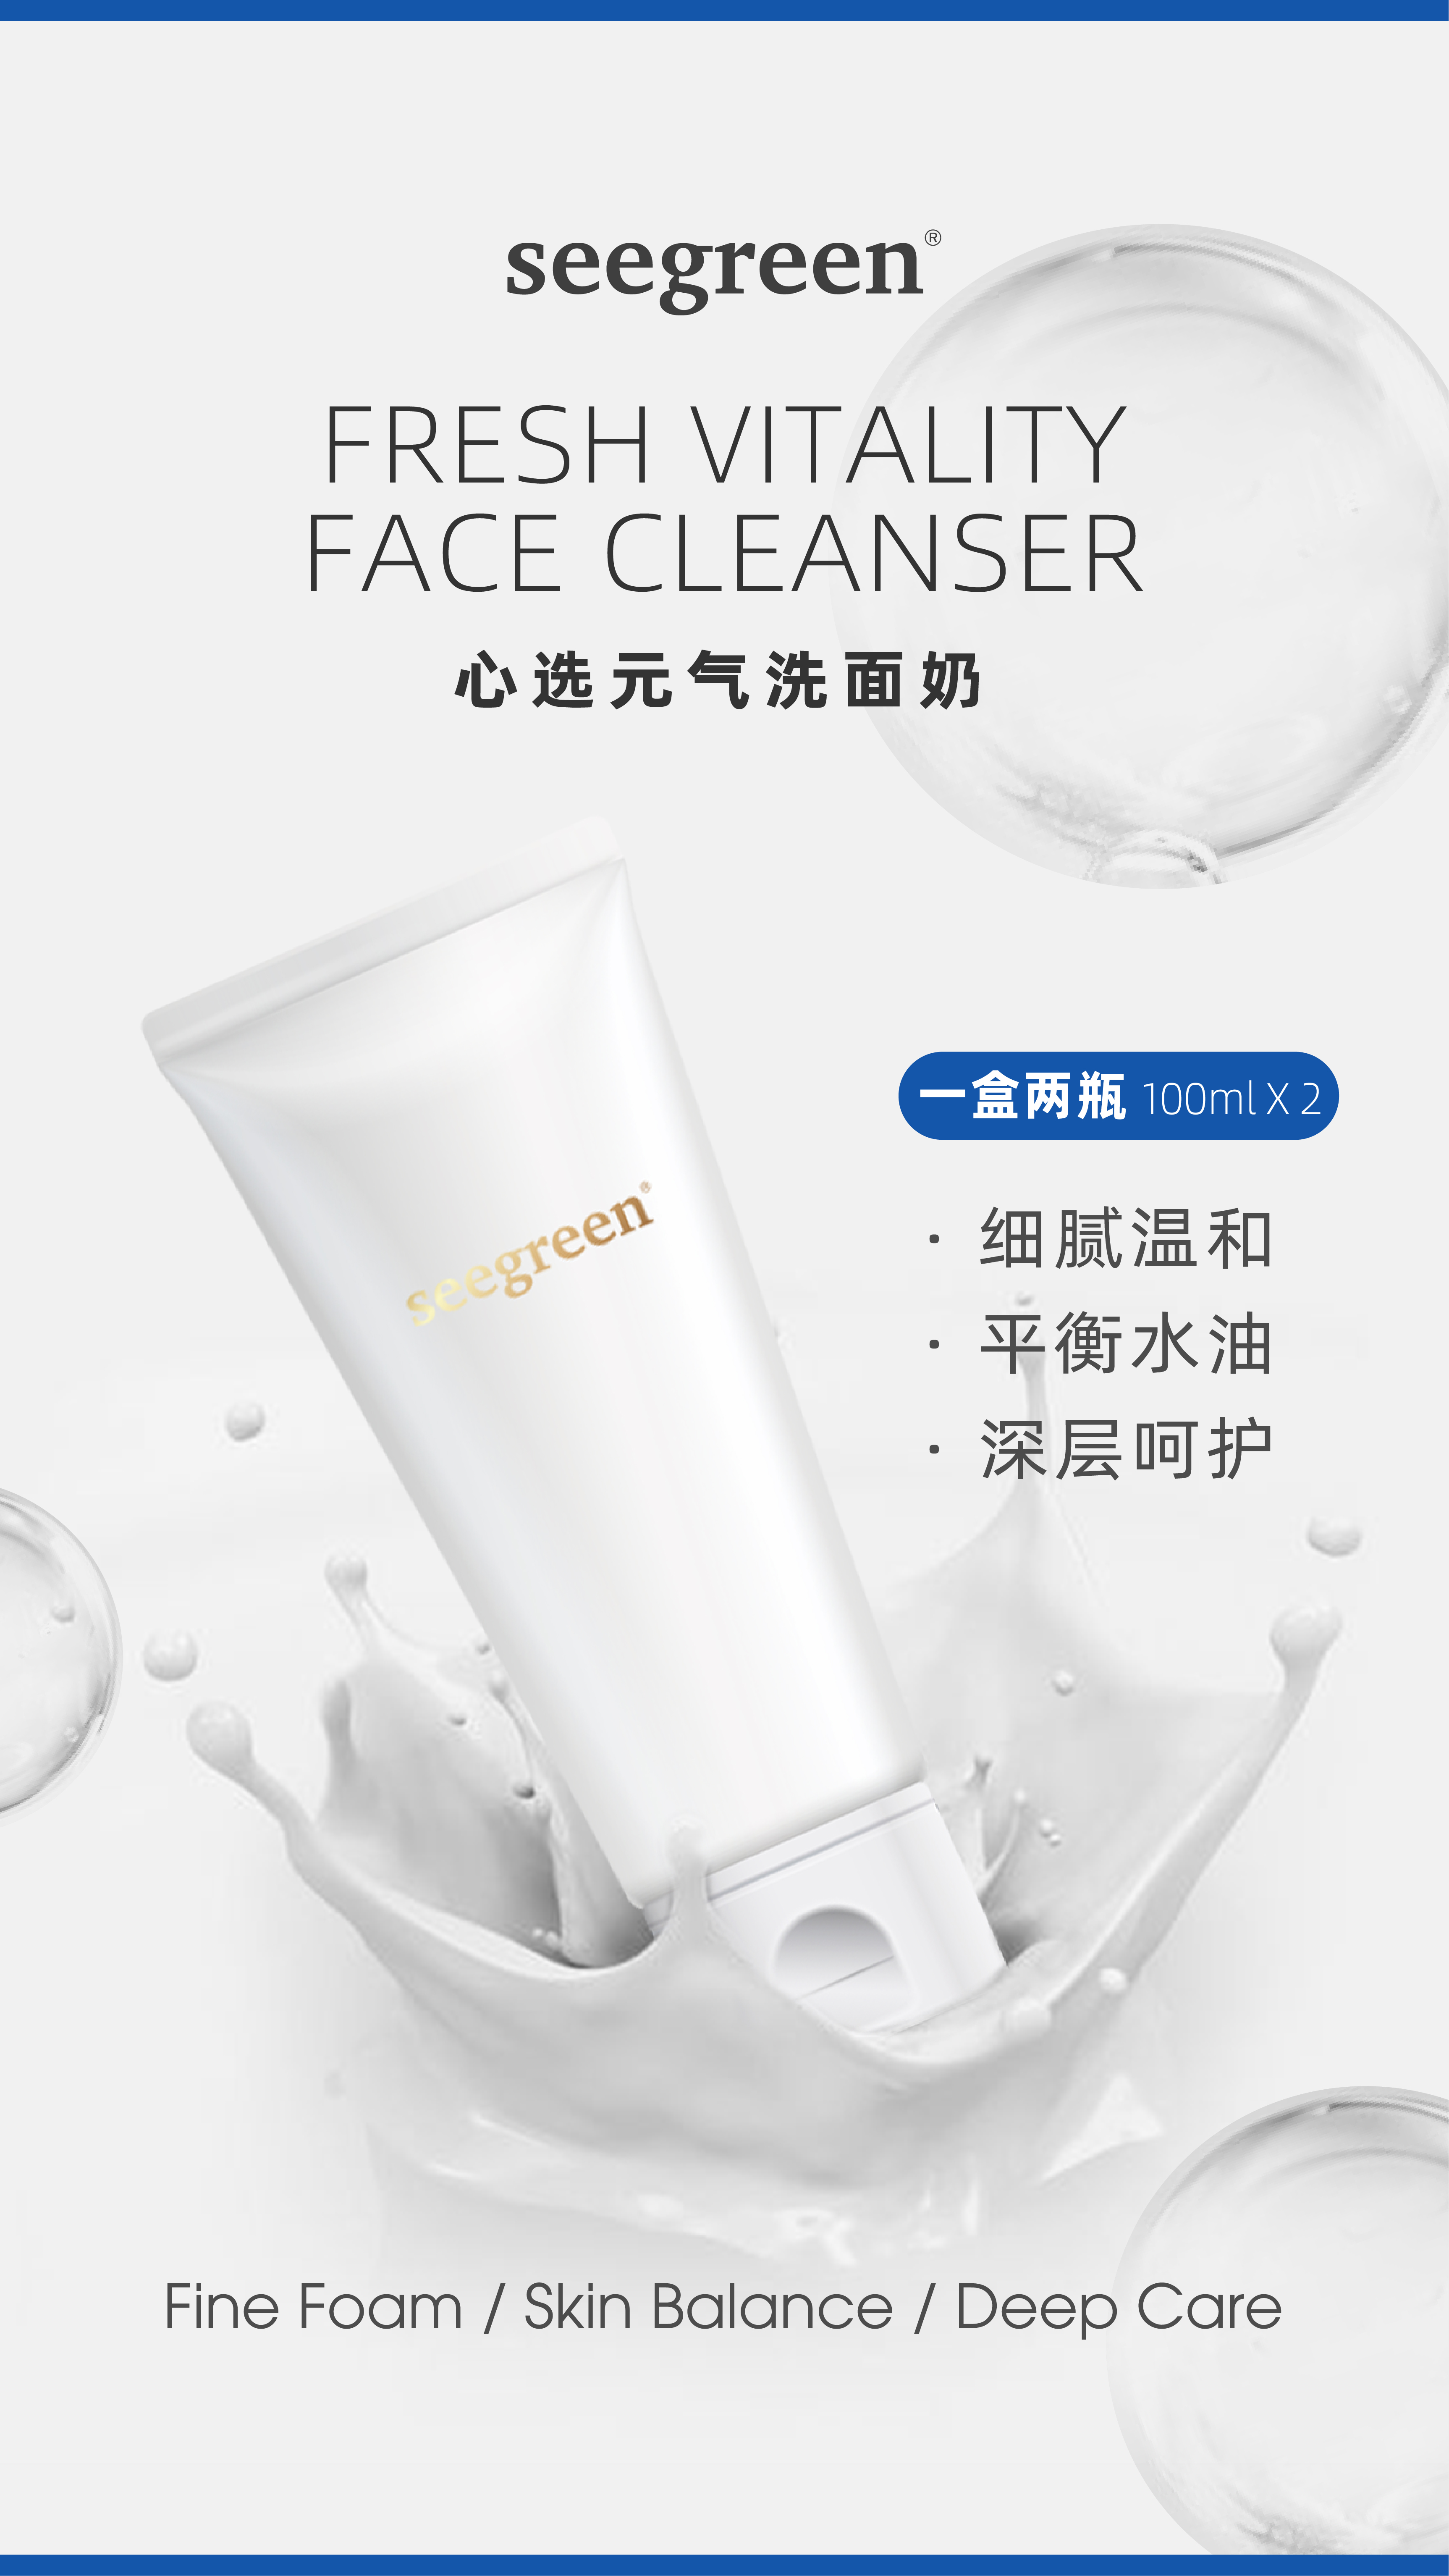 seegreen®
FRESH VITALITY
FACE CLEANSER
心选元气洗面奶
seegreen®
一盒两瓶 100ml X 2
· 细腻温和
· 平衡水油
· 深层呵护
Fine Foam / Skin Balance / Deep Care